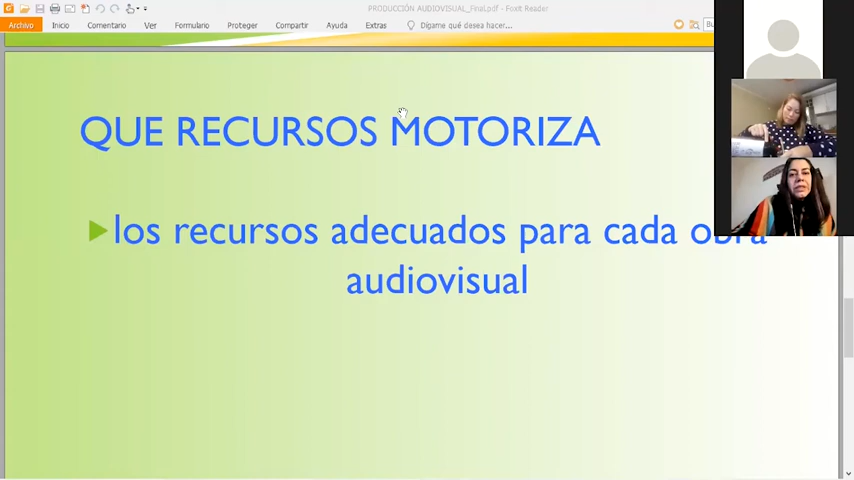 PRODUCCIÓN AUDIOVISUAL_Final.pdf - Foxit Reader
Archivo Inicio Comentario Ver Formulario Proteger Compartir Ayuda Extras Dígame qué desea hacer...
QUE RECURSOS MOTORIZA
los recursos adecuados para cada obra
audiovisual